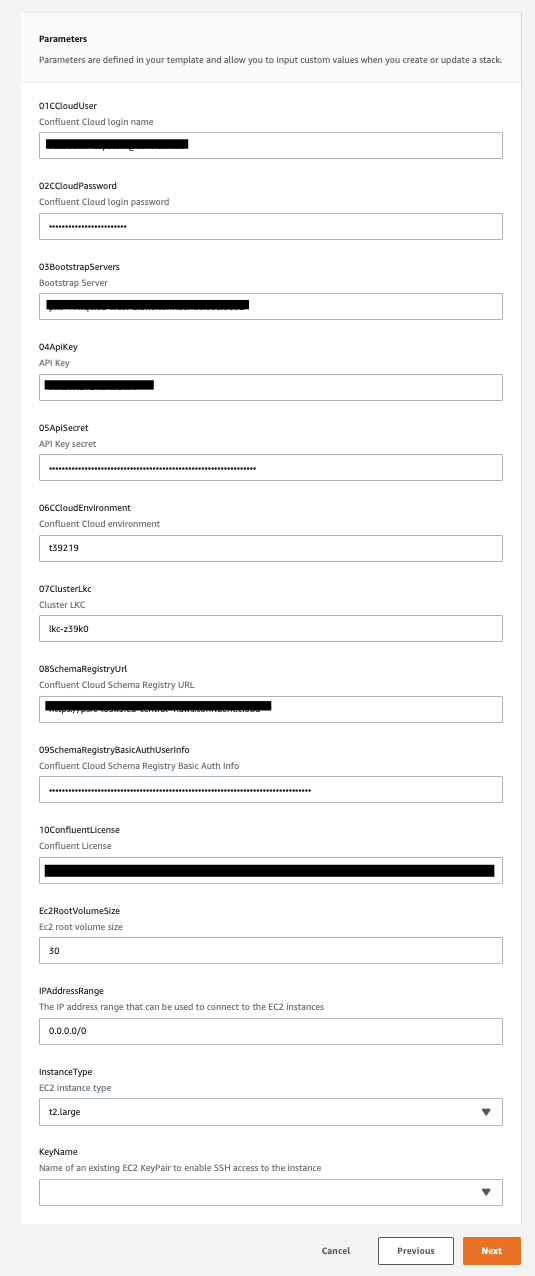 Parameters
Parameters are defined in your template and allow you to input custom values when you create or update a stack.
01CCloudUser
Confluent Cloud login name
02CCloudPassword
Confluent Cloud login password
••••••••••••••••••••••••
03BootstrapServers
Bootstrap Server
04ApiKey
API Key
05ApiSecret
API Key secret
••••••••••••••••••••••••••••••••••••••••••••••••••••••••••••••••
06CCloudEnvironment
Confluent Cloud environment
t39219
07ClusterLkc
Cluster LKC
lkc-z39k0
08SchemaRegistryUrl
Confluent Cloud Schema Registry URL
09SchemaRegistryBasicAuthUserInfo
Confluent Cloud Schema Registry Basic Auth Info
•••••••••••••••••••••••••••••••••••••••••••••••••••••••••••••••••••••••••••••••••
10ConfluentLicense
Confluent License
Ec2RootVolumeSize
Ec2 root volume size
30
IPAddressRange
The IP address range that can be used to connect to the EC2 instances
0.0.0.0/0
InstanceType
EC2 instance type
t2.large
KeyName
Name of an existing EC2 KeyPair to enable SSH access to the instance
Cancel Previous Next